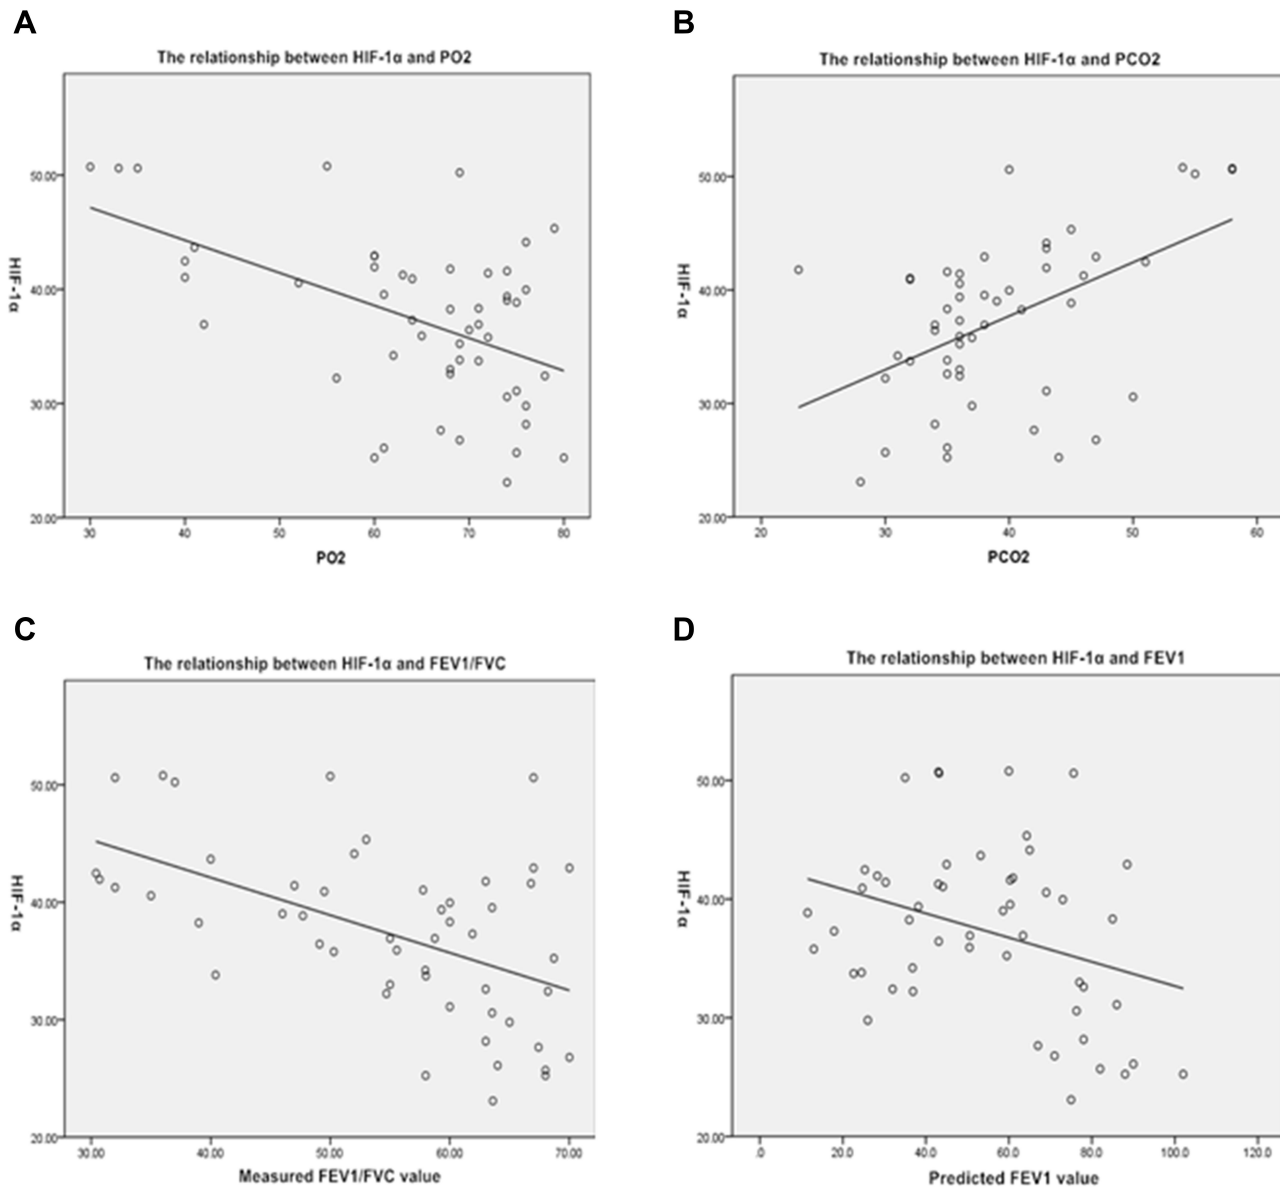 A
The relationship between HIF-1α and PO2
50.00
40.00
30.00
20.00
HIF-1α
30 40 50 60 70 80
PO2
B
The relationship between HIF-1α and PCO2
50.00
40.00
30.00
20.00
HIF-1α
20 30 40 50 60
PCO2
C
The relationship between HIF-1α and FEV1/FVC
50.00
40.00
30.00
20.00
HIF-1α
30.00 40.00 50.00 60.00 70.00
Measured FEV1/FVC value
D
The relationship between HIF-1α and FEV1
50.00
40.00
30.00
20.00
HIF-1α
.0 20.0 40.0 60.0 80.0 100.0 120.0
Predicted FEV1 value